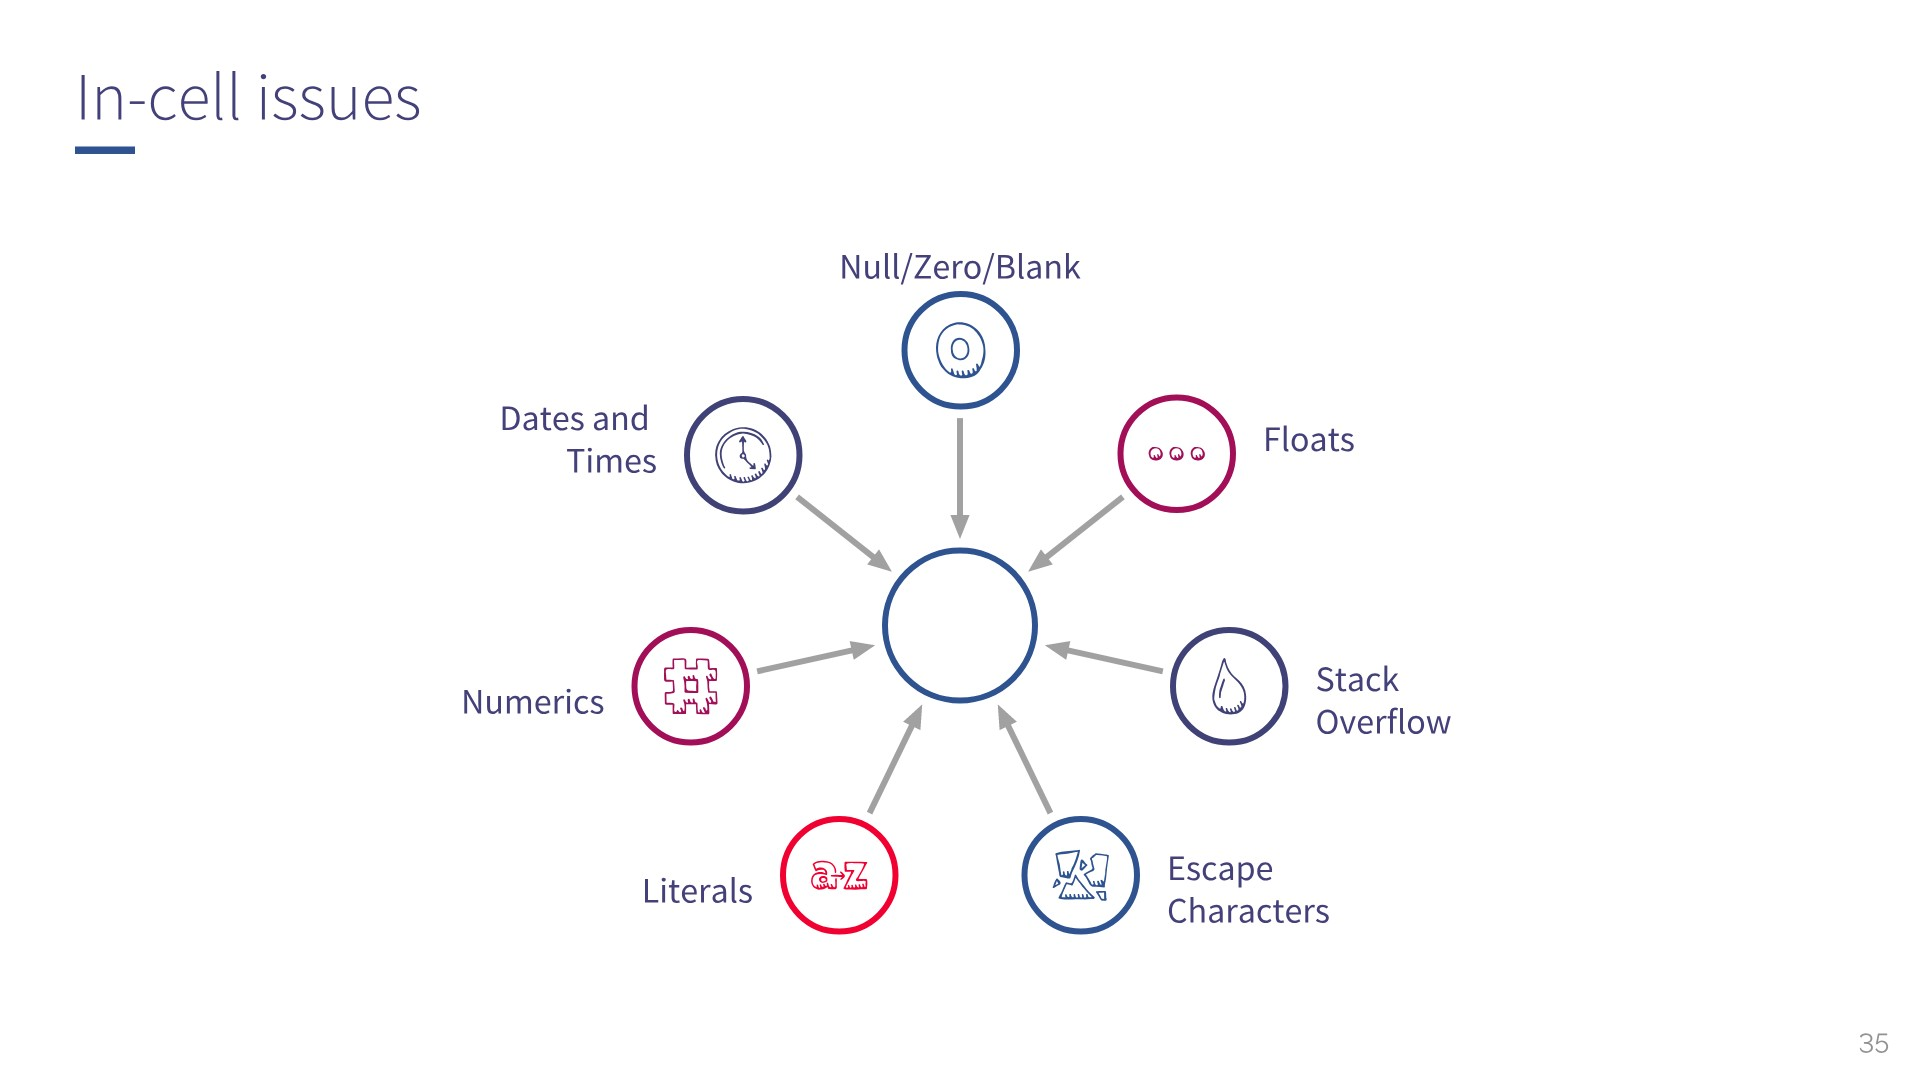 In-cell issues
Null/Zero/Blank
Dates and
Times
Floats
Numerics
Stack
Overflow
Literals
a→z
Escape
Characters
35